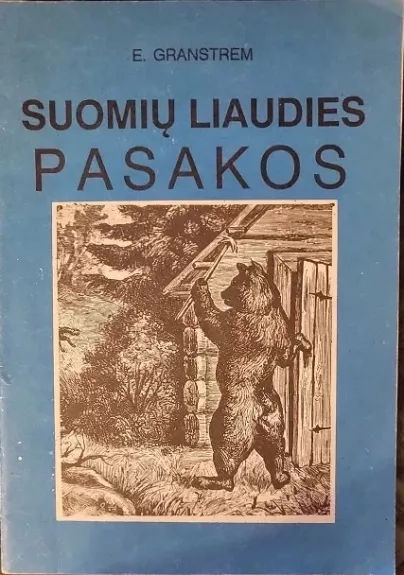 E. GRANSTREM
SUOMIŲ LIAUDIES
PASAKOS